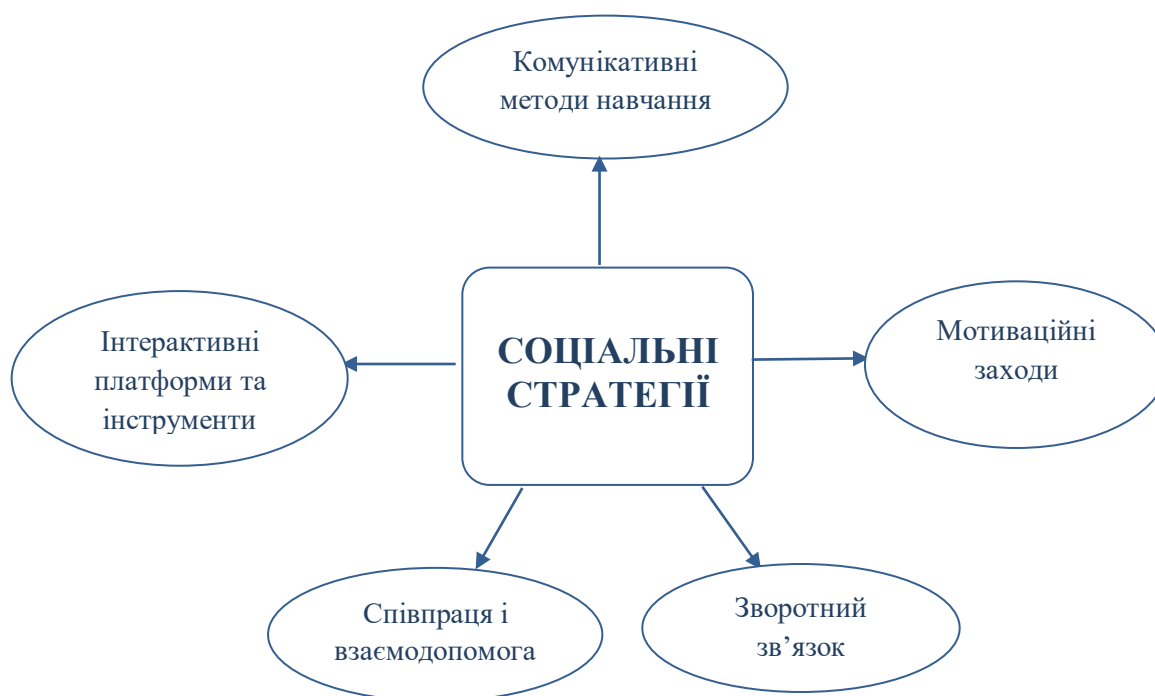 Комунікативні
методи навчання
Інтерактивні
платформи та
інструменти
СОЦІАЛЬНІ
СТРАТЕГІЇ
Мотиваційні
заходи
Співпраця і
взаємодопомога
Зворотний
зв’язок